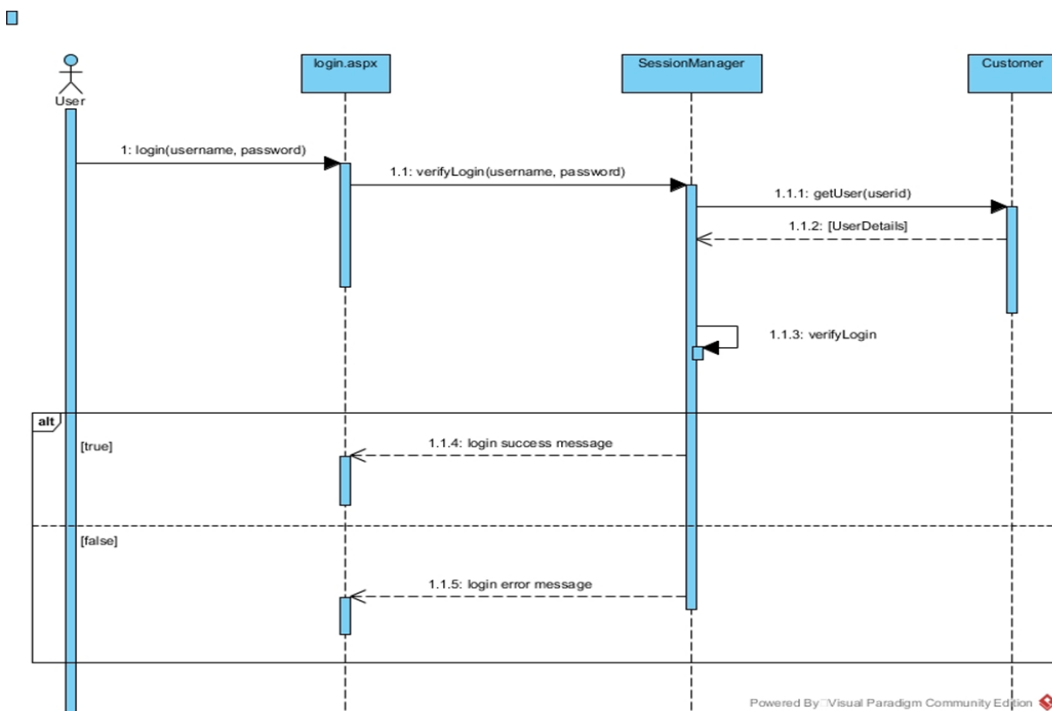 login.aspx
SessionManager
Customer
User
1: login(username, password)
1.1: verifyLogin(username, password)
1.1.1: getUser(userid)
1.1.2: [UserDetails]
1.1.3: verifyLogin
alt
[true]
1.1.4: login success message
[false]
1.1.5: login error message
Powered By Visual Paradigm Community Edition